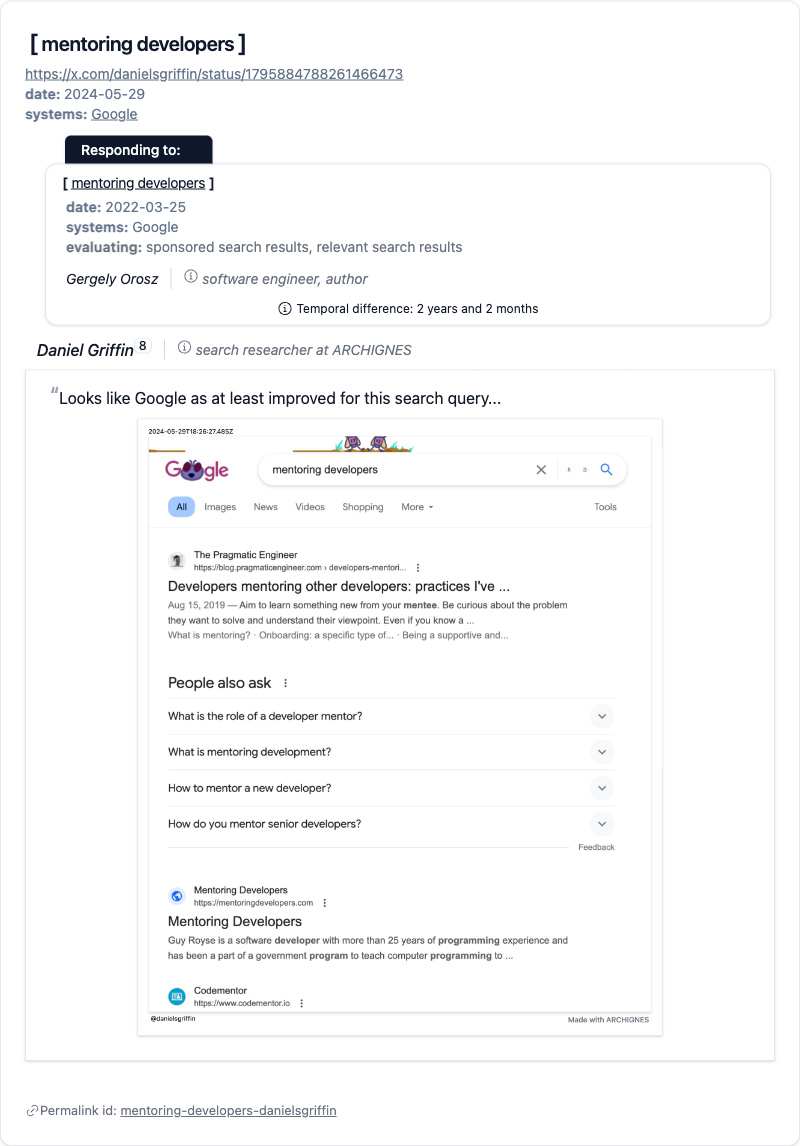 [ mentoring developers ]
https://x.com/danielsgriffin/status/1795884788261466473
date: 2024-05-29
systems: Google
Responding to:
[ mentoring developers ]
date: 2022-03-25
systems: Google
evaluating: sponsored search results, relevant search results
Gergely Orosz software engineer, author
Temporal difference: 2 years and 2 months
Daniel Griffin 8 search researcher at ARCHIGNES
“Looks like Google as at least improved for this search query...
2024-05-29T18:26:27.485Z
Google mentoring developers
All Images News Videos Shopping More Tools
The Pragmatic Engineer
https://blog.pragmaticengineer.com › developers-mentori...
Developers mentoring other developers: practices I've ...
Aug 15, 2019 — Aim to learn something new from your mentee. Be curious about the problem
they want to solve and understand their viewpoint. Even if you know a ...
What is mentoring? · Onboarding: a specific type of... · Being a supportive and...
People also ask
What is the role of a developer mentor?
What is mentoring development?
How to mentor a new developer?
How do you mentor senior developers?
Feedback
Mentoring Developers
https://mentoringdevelopers.com
Mentoring Developers
Guy Royse is a software developer with more than 25 years of programming experience and
has been a part of a government program to teach computer programming to ...
Codementor
https://www.codementor.io
@danielsgriffin Made with ARCHIGNES
Permalink id: mentoring-developers-danielsgriffin